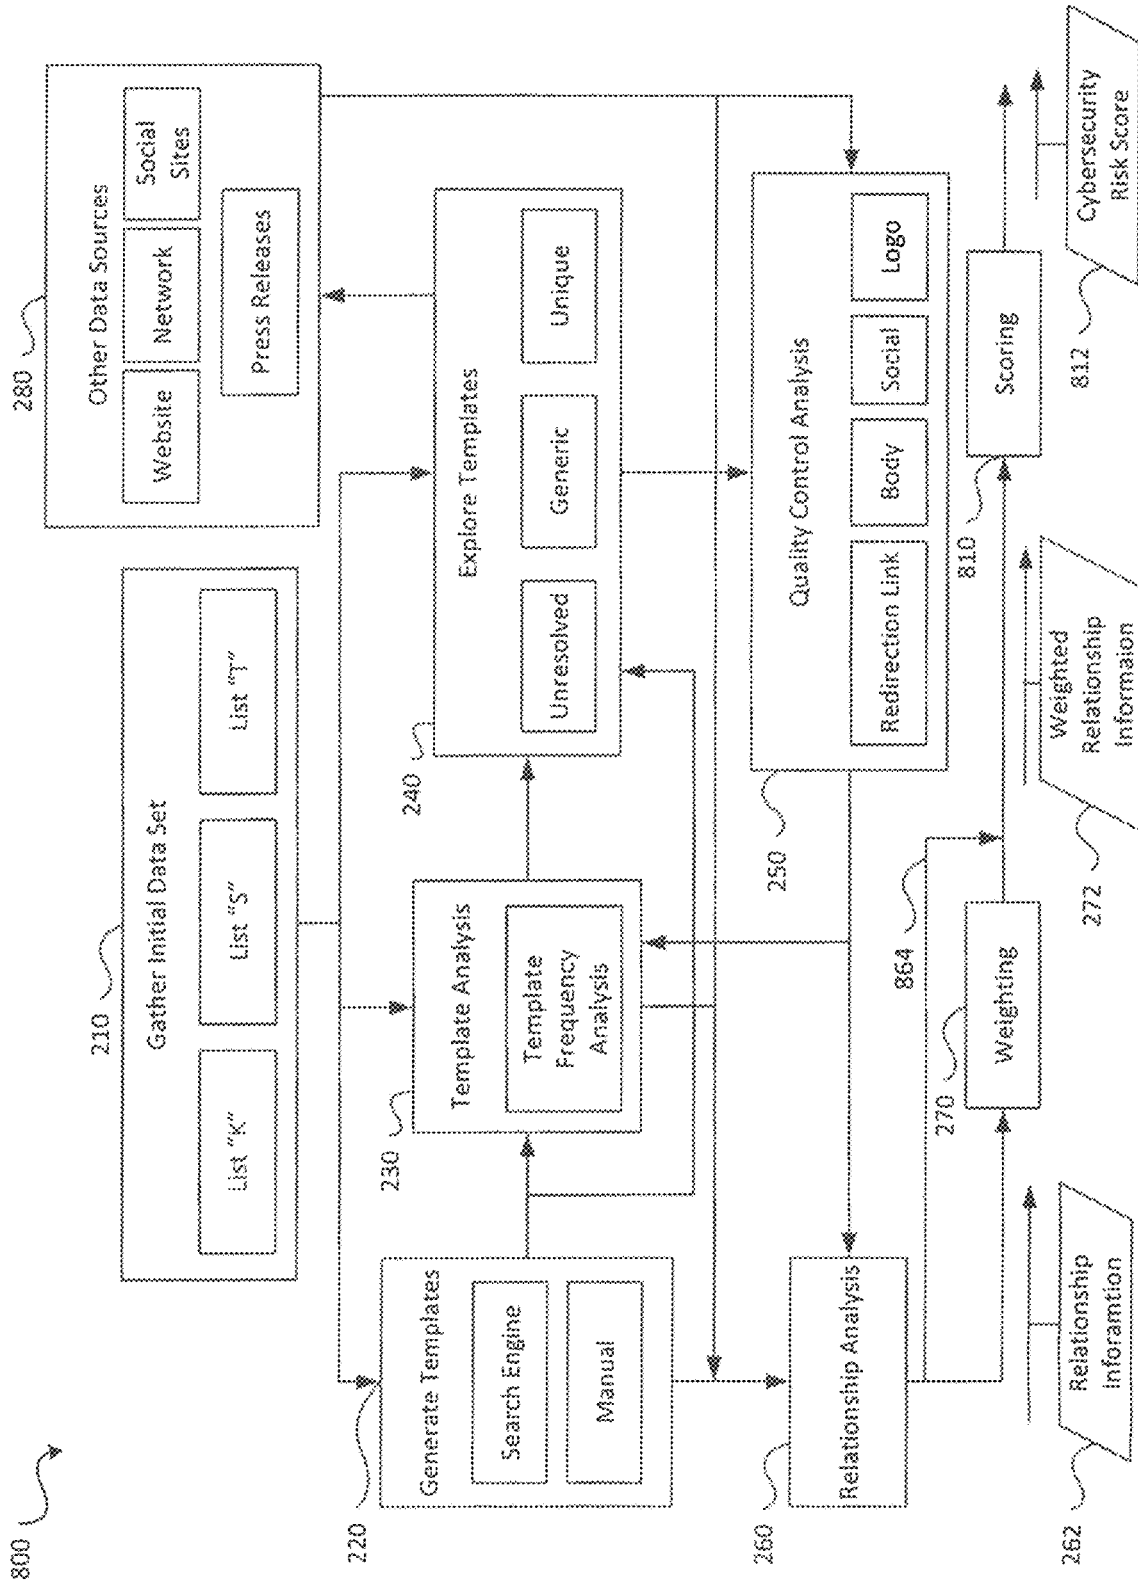 800
210
Gather Initial Data Set
List "K"
List "S"
List "T"
280
Other Data Sources
Website
Network
Social
Sites
Press Releases
220
Generate Templates
Search Engine
Manual
230
Template Analysis
Template
Frequency
Analysis
240
Explore Templates
Unresolved
Generic
Unique
250
Quality Control Analysis
Redirection Link
Body
Social
Logo
260
Relationship Analysis
864
270
Weighting
810
Scoring
262
Relationship
Inforamtion
272
Weighted
Relationship
Informaion
812
Cybersecurity
Risk Score